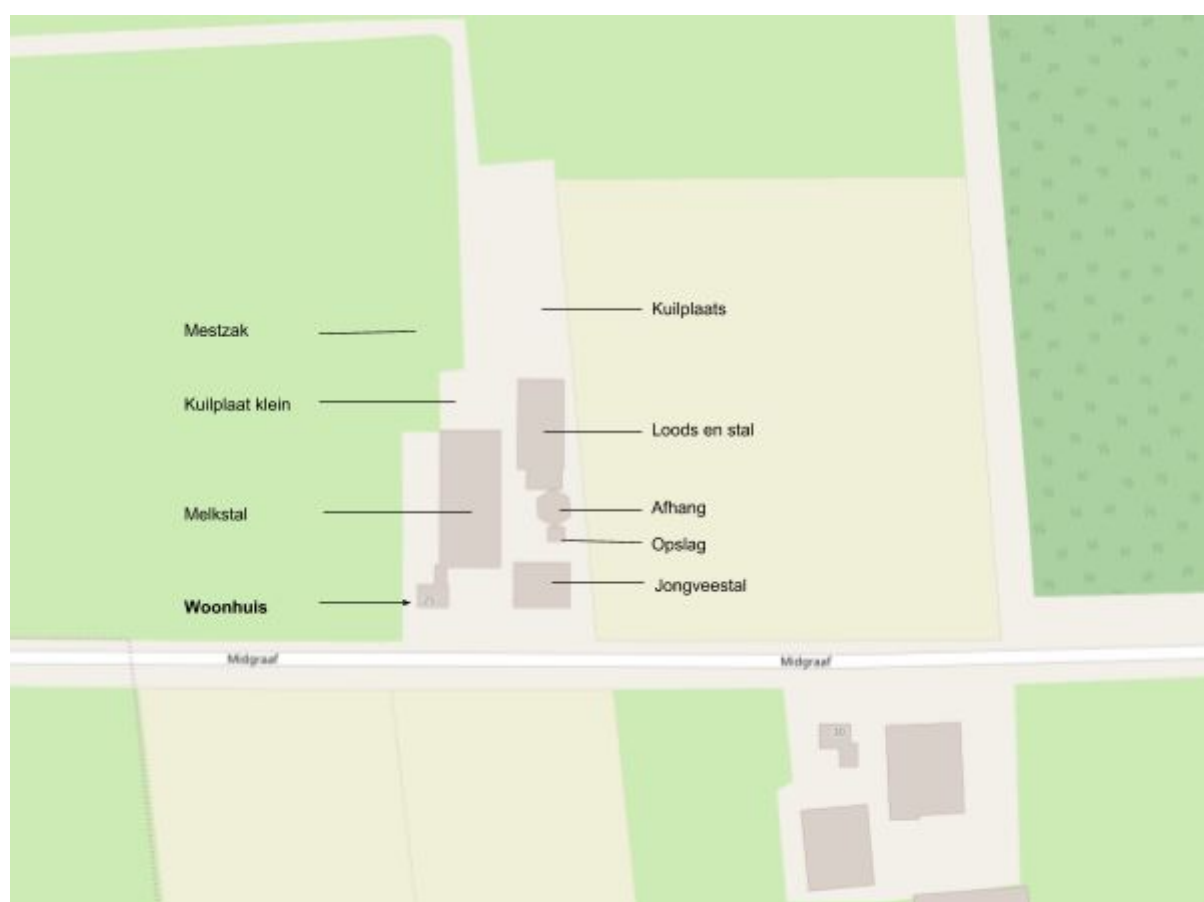 Kuilplaats
Mestzak
Kuilplaat klein
Loods en stal
Melkstal
Afhang
Opslag
Jongveestal
Woonhuis
Midgraaf
Midgraaf